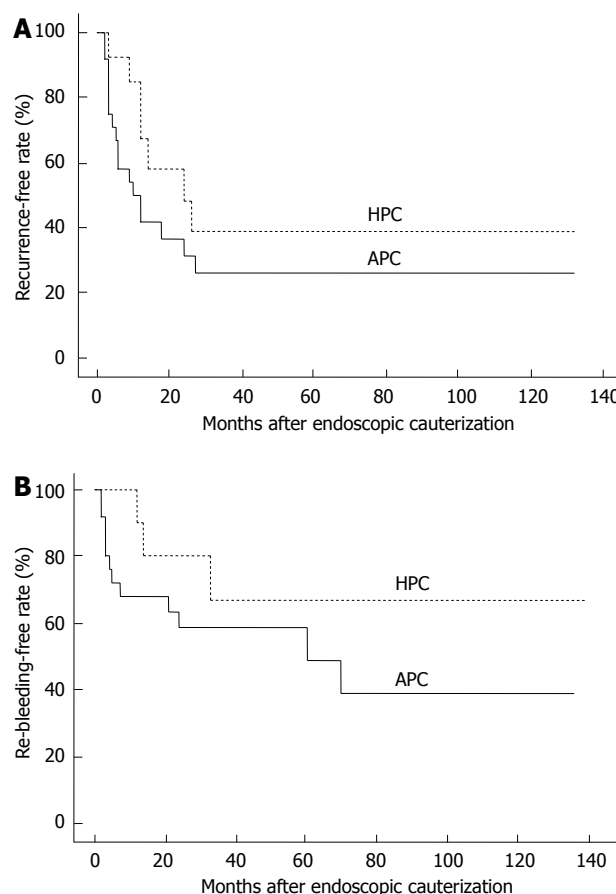 A
100
80
60
40
20
0
Recurrence-free rate (%)
HPC
APC
0 20 40 60 80 100 120 140
Months after endoscopic cauterization
B
100
80
60
40
20
0
Re-bleeding-free rate (%)
HPC
APC
0 20 40 60 80 100 120 140
Months after endoscopic cauterization